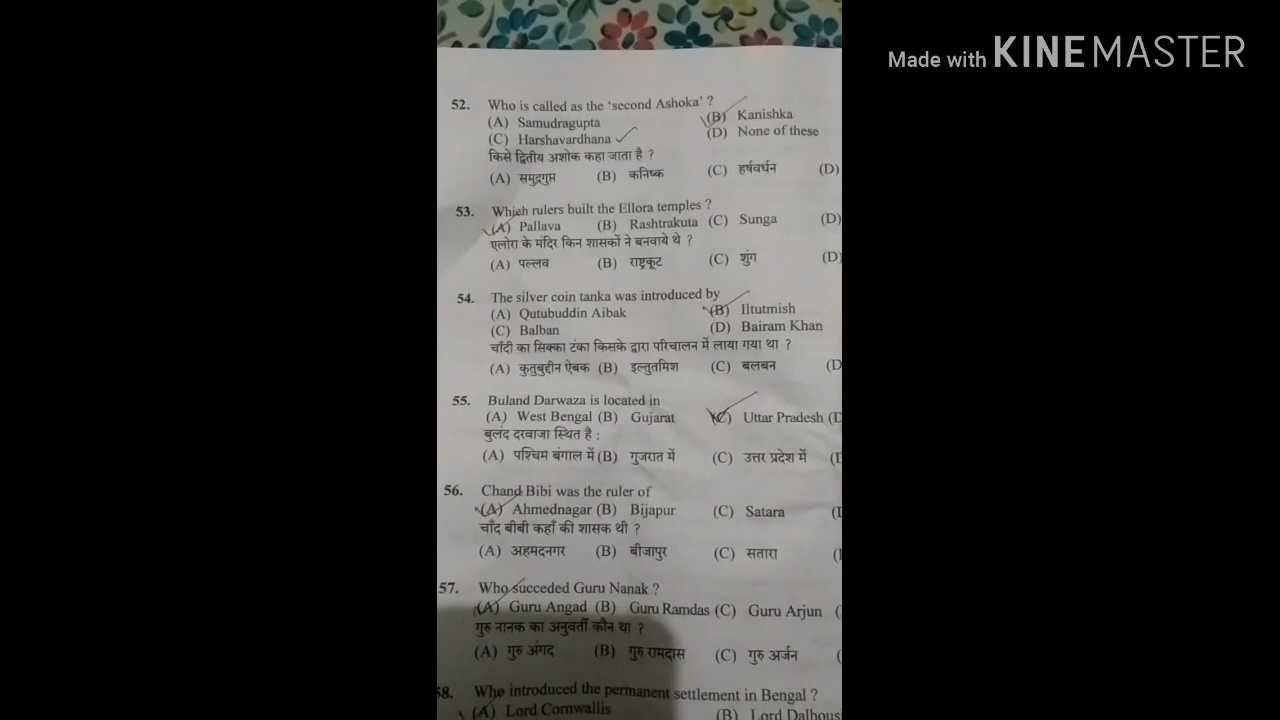 Made with KINEMASTER
52. Who is called as the 'second Ashoka' ?
(A) Samudragupta (B) Kanishka
(C) Harshavardhana (D) None of these
किसे द्वितीय अशोक कहा जाता है ?
(A) समुद्रगुप्त (B) कनिष्क (C) हर्षवर्धन (D)
53. Which rulers built the Ellora temples ?
(A) Pallava (B) Rashtrakuta (C) Sunga (D)
एलोरा के मंदिर किन शासकों ने बनवाये थे ?
(A) पल्लव (B) राष्ट्रकूट (C) शुंग (D)
54. The silver coin tanka was introduced by
(A) Qutubuddin Aibak (B) Iltutmish
(C) Balban (D) Bairam Khan
चाँदी का सिक्का टंका किसके द्वारा परिचालन में लाया गया था ?
(A) कुतुबुद्दीन ऐबक (B) इल्तुतमिश (C) बलबन (D
55. Buland Darwaza is located in
(A) West Bengal (B) Gujarat (C) Uttar Pradesh (D
बुलंद दरवाजा स्थित है :
(A) पश्चिम बंगाल में (B) गुजरात में (C) उत्तर प्रदेश में
56. Chand Bibi was the ruler of
(A) Ahmednagar (B) Bijapur (C) Satara
चाँद बीबी कहाँ की शासक थी ?
(A) अहमदनगर (B) बीजापुर (C) सतारा
57. Who succeded Guru Nanak ?
(A) Guru Angad (B) Guru Ramdas (C) Guru Arjun (
गुरु नानक का अनुवर्ती कौन था ?
(A) गुरु अंगद (B) गुरु रामदास (C) गुरु अर्जन (
58. Who introduced the permanent settlement in Bengal ?
(A) Lord Cornwallis (B) Lord Dalhousi